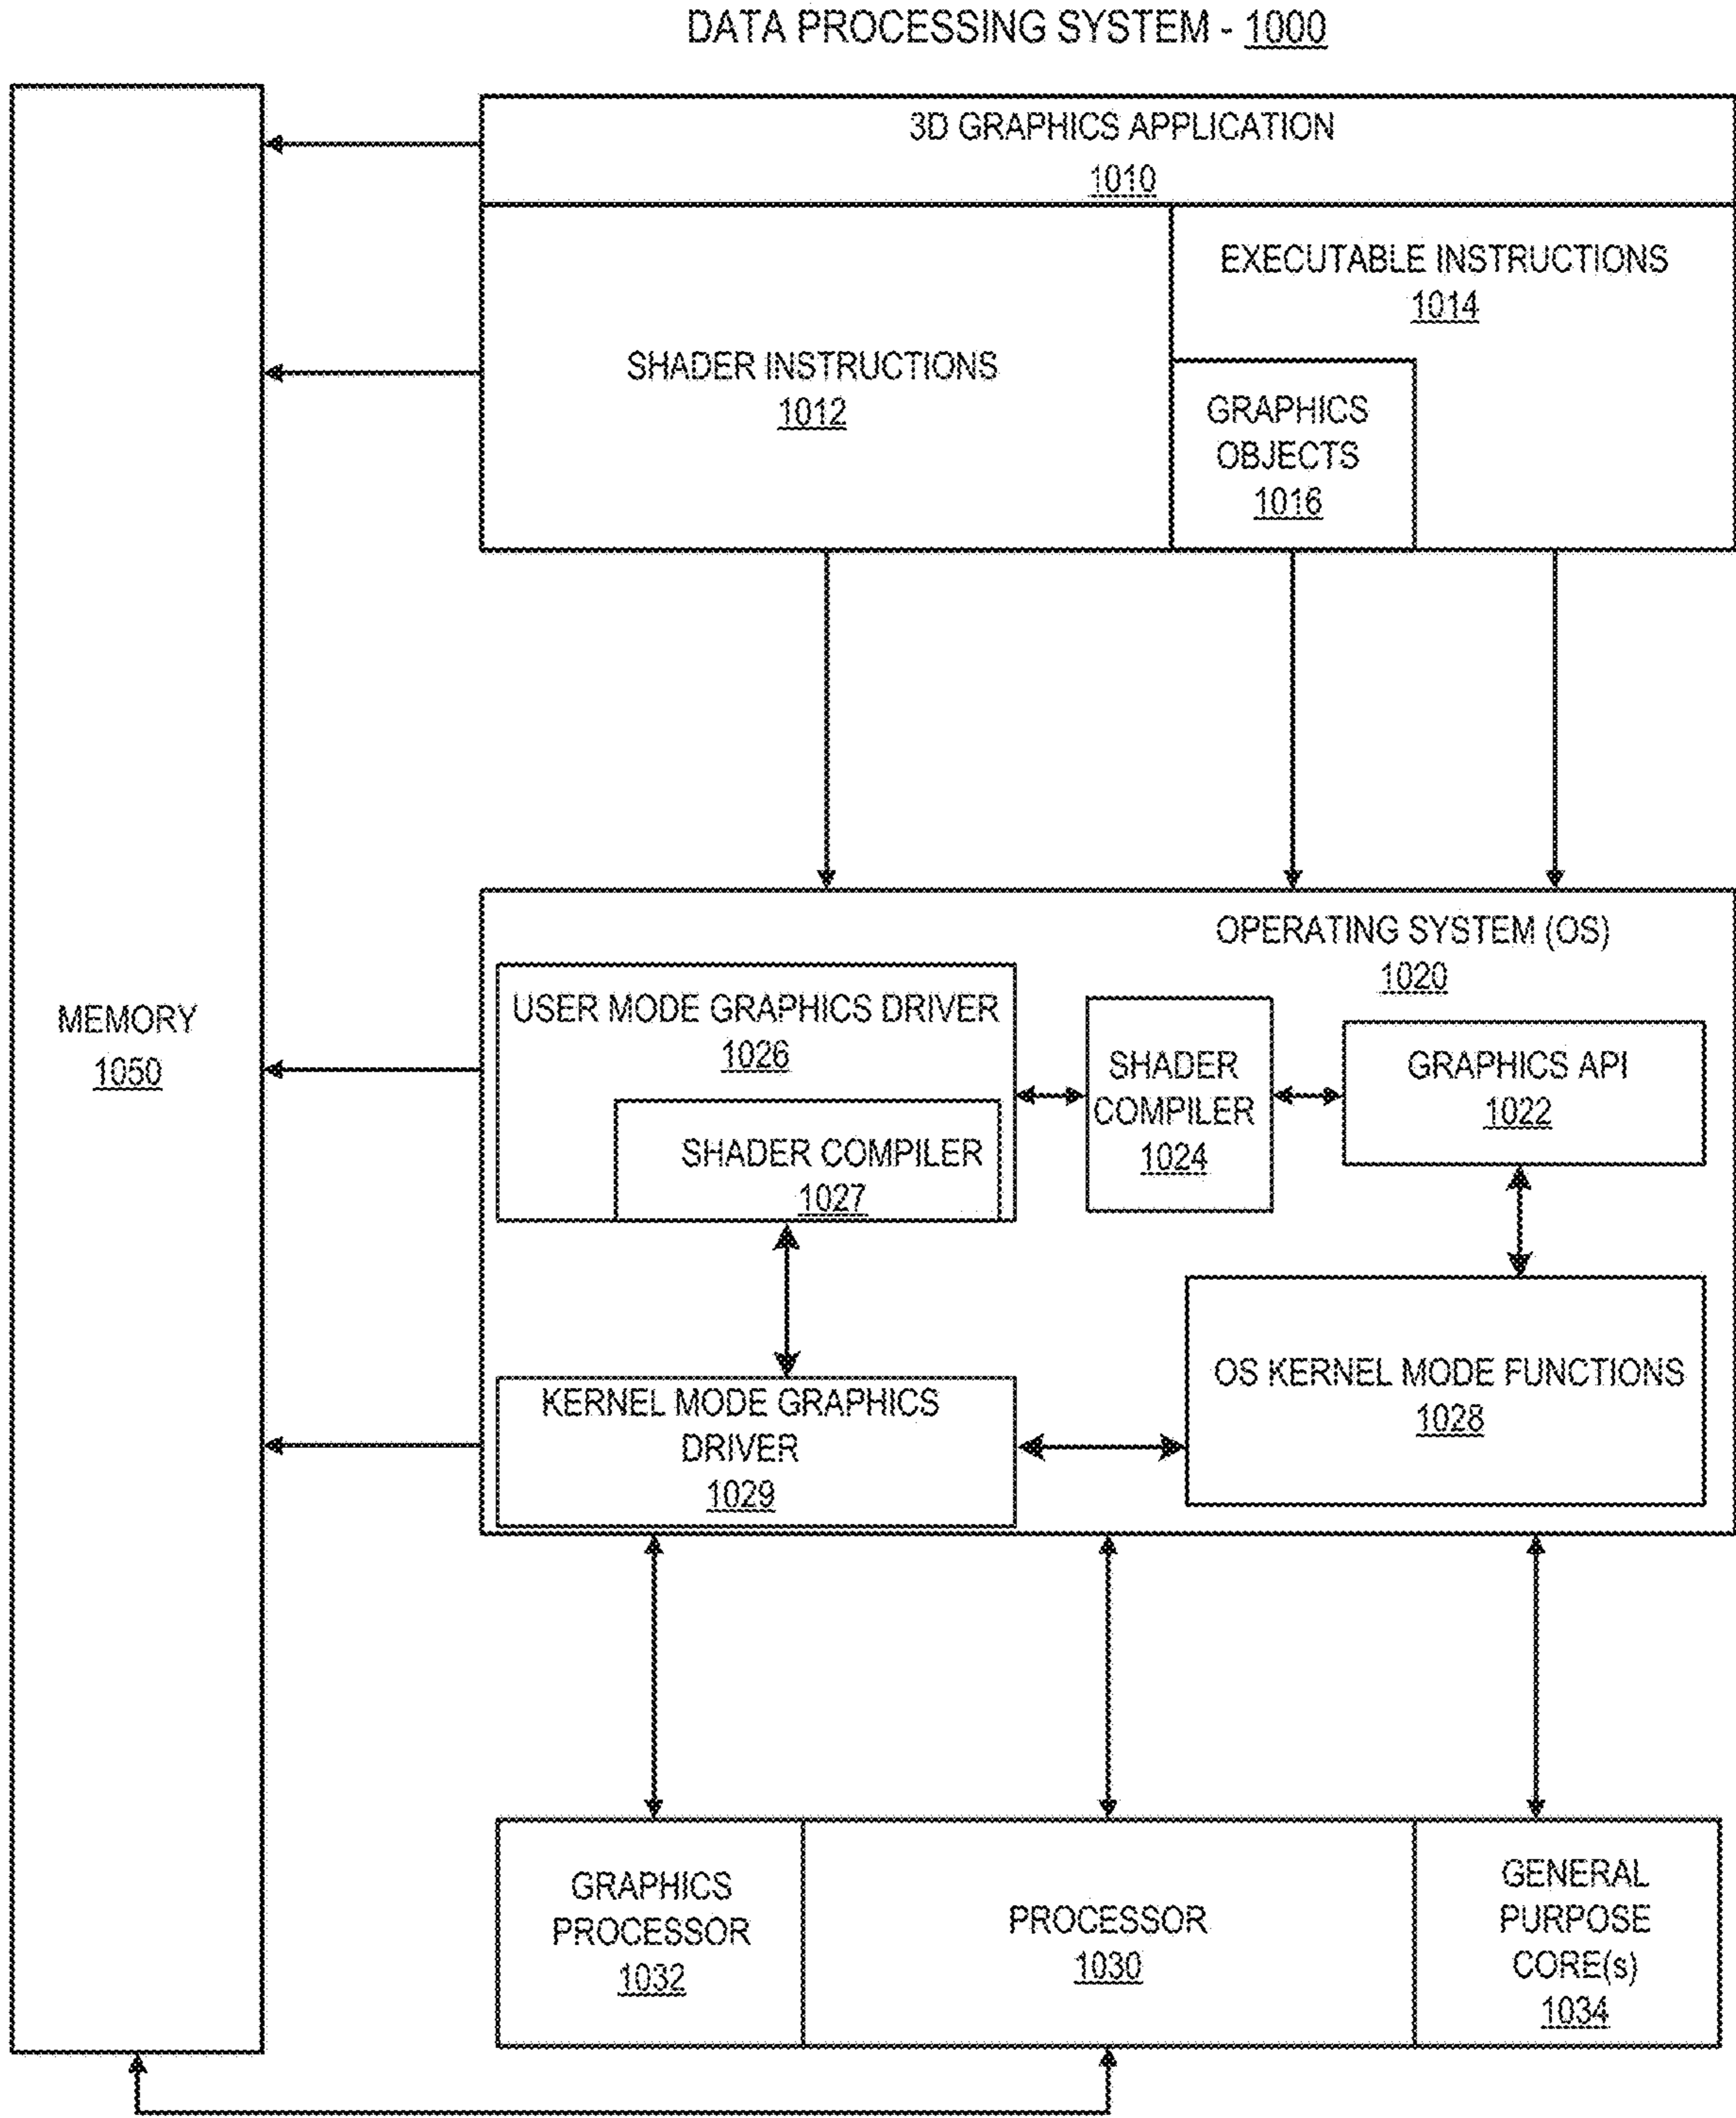 DATA PROCESSING SYSTEM - 1000
3D GRAPHICS APPLICATION
1010
EXECUTABLE INSTRUCTIONS
1014
SHADER INSTRUCTIONS
1012
GRAPHICS
OBJECTS
1016
OPERATING SYSTEM (OS)
1020
MEMORY
1050
USER MODE GRAPHICS DRIVER
1026
SHADER COMPILER
1027
SHADER
COMPILER
1024
GRAPHICS API
1022
KERNEL MODE GRAPHICS
DRIVER
1029
OS KERNEL MODE FUNCTIONS
1028
GRAPHICS
PROCESSOR
1032
PROCESSOR
1030
GENERAL
PURPOSE
CORE(s)
1034